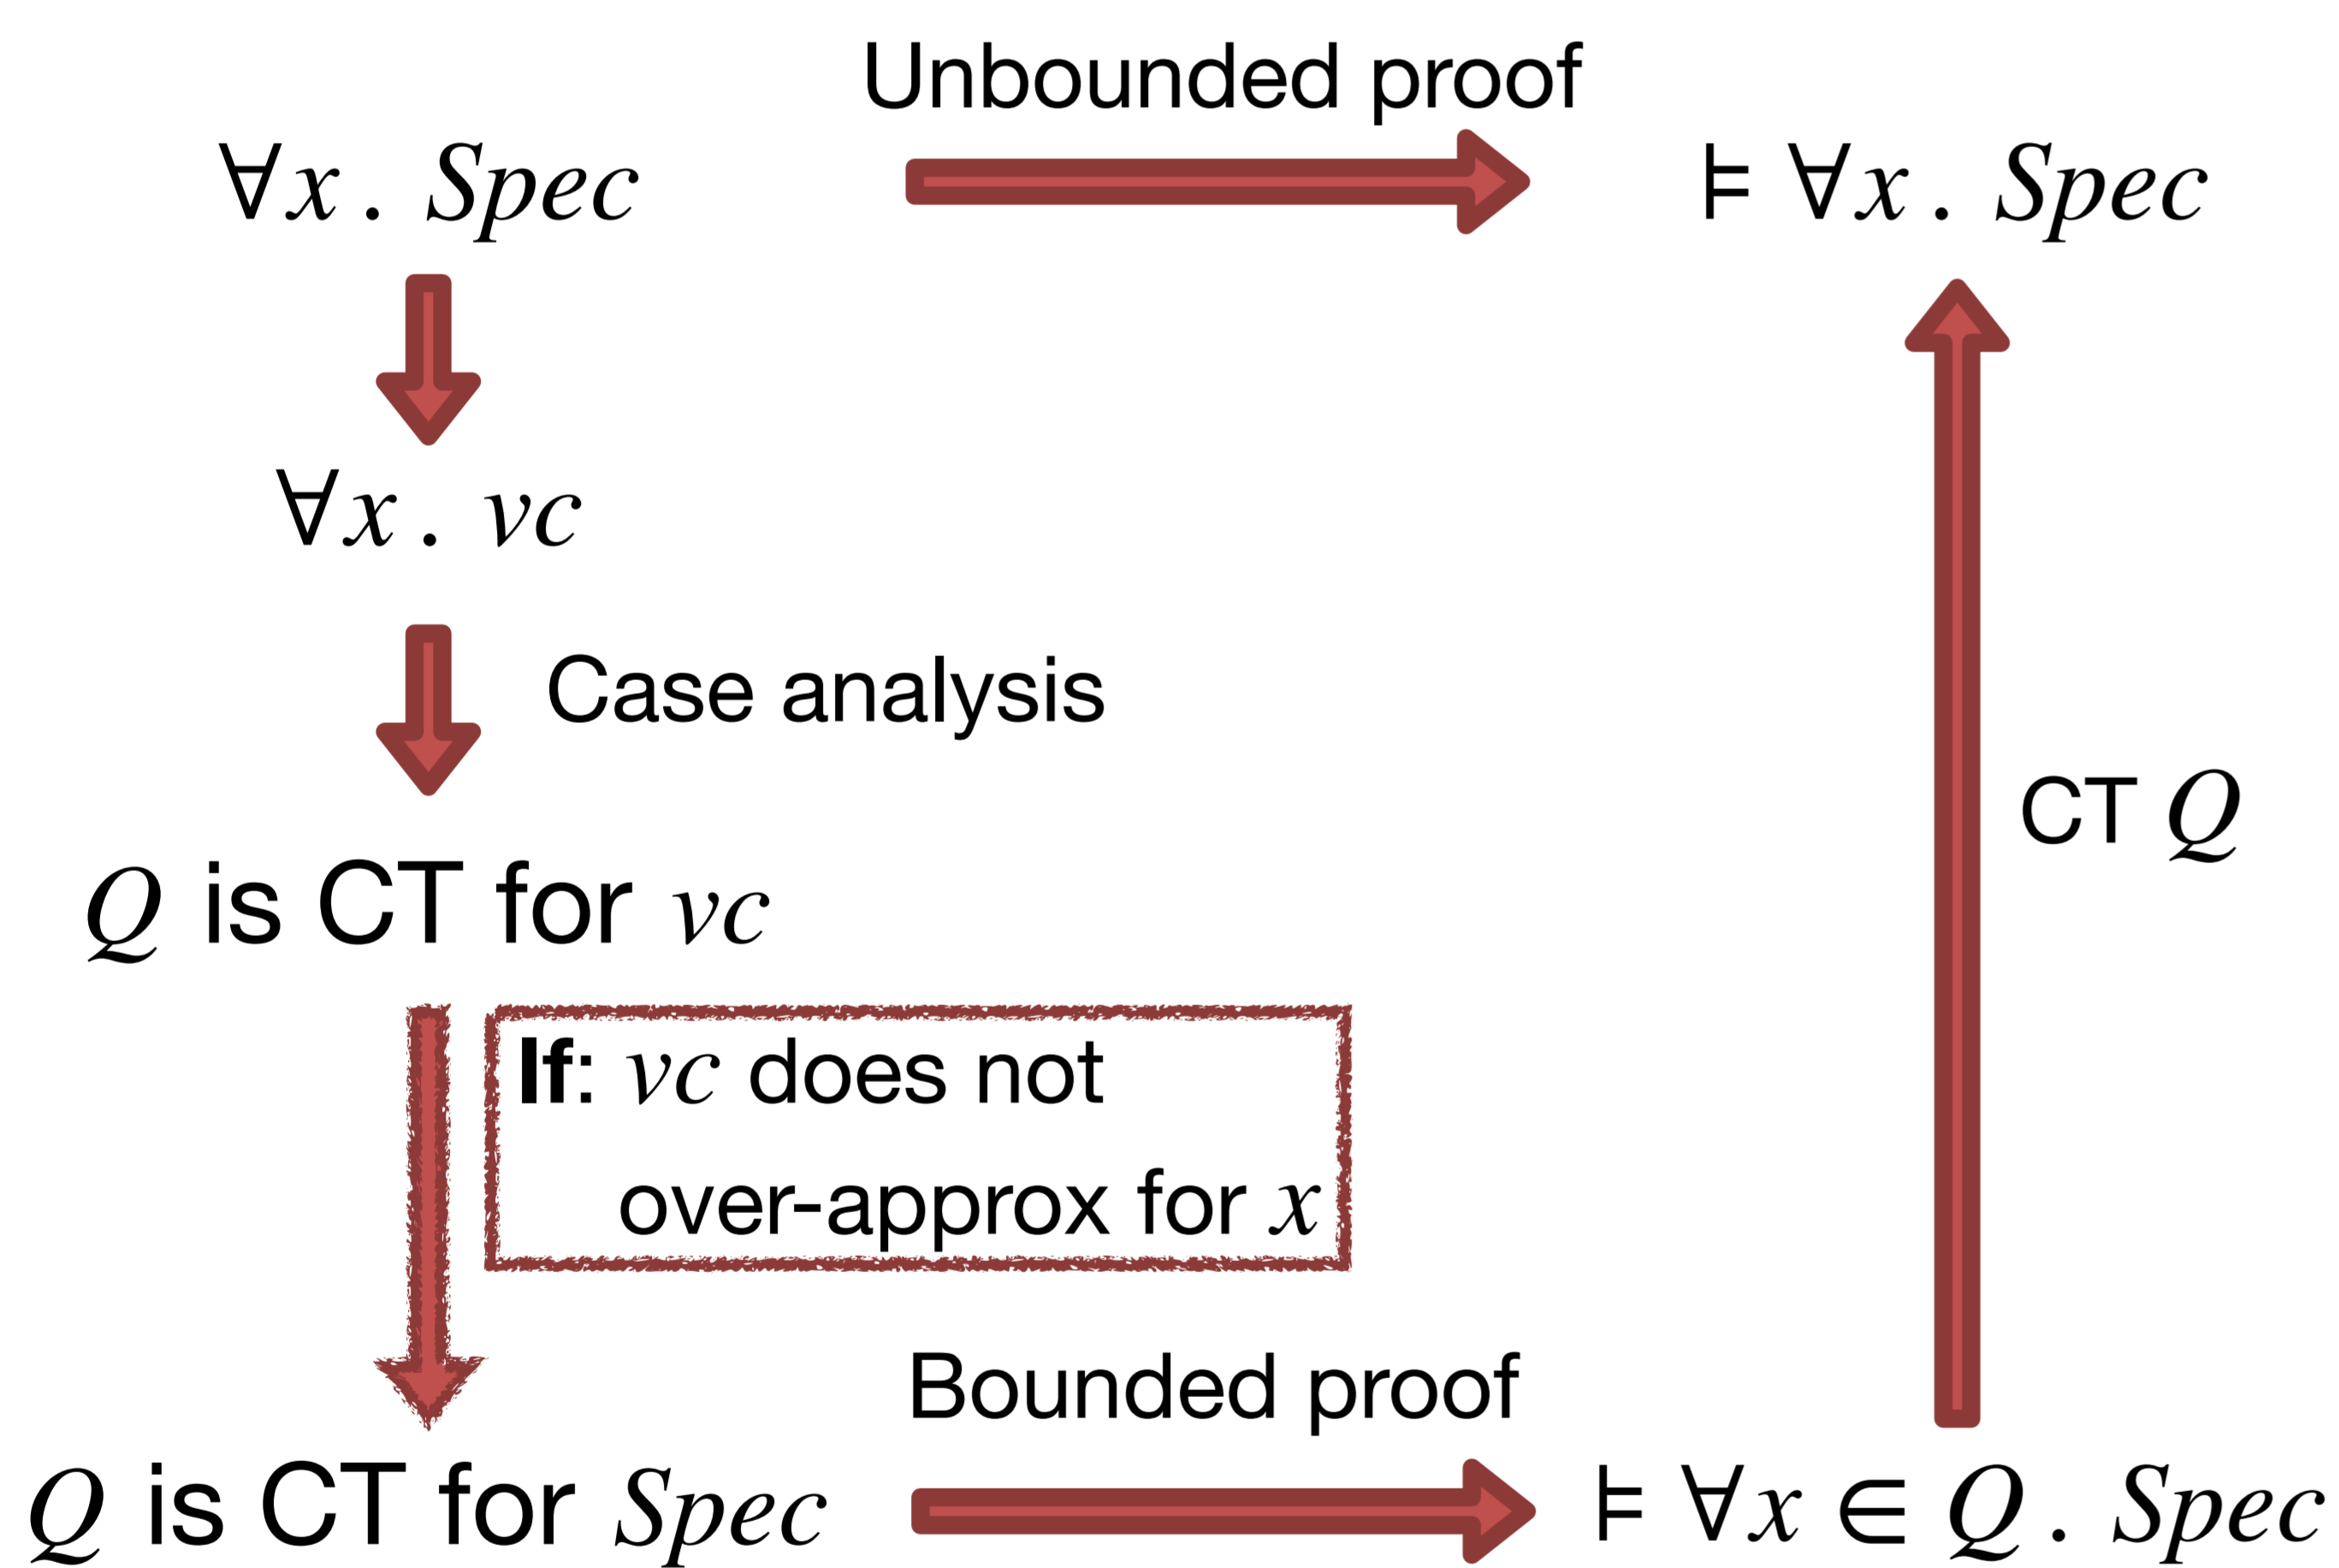 Unbounded proof
∀x . Spec
⊨ ∀x . Spec
∀x . vc
Case analysis
CT Q
Q is CT for vc
If: vc does not
over-approx for x
Bounded proof
Q is CT for Spec
⊨ ∀x ∈ Q . Spec